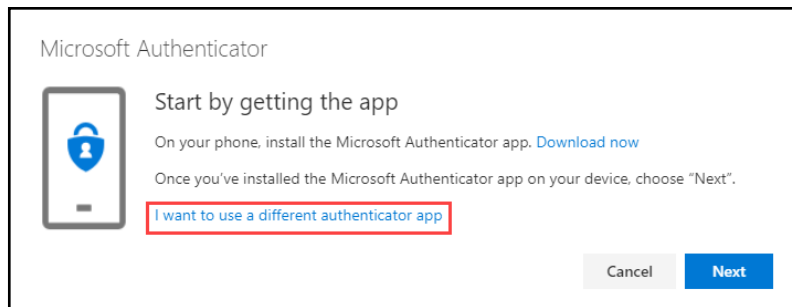 Microsoft Authenticator
Start by getting the app
On your phone, install the Microsoft Authenticator app. Download now
Once you've installed the Microsoft Authenticator app on your device, choose “Next”.
I want to use a different authenticator app
Cancel
Next